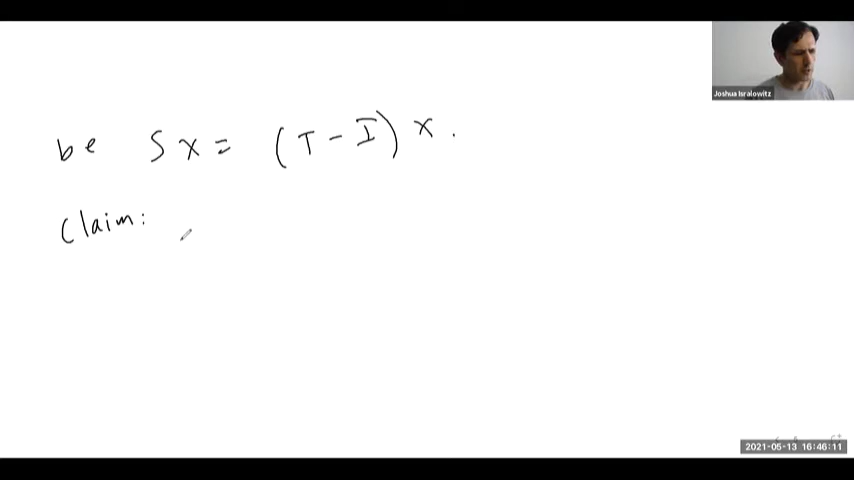 Joshua Isralowitz
be Sx = (T - I) x .
Claim:
2021-05-13 16:46:11